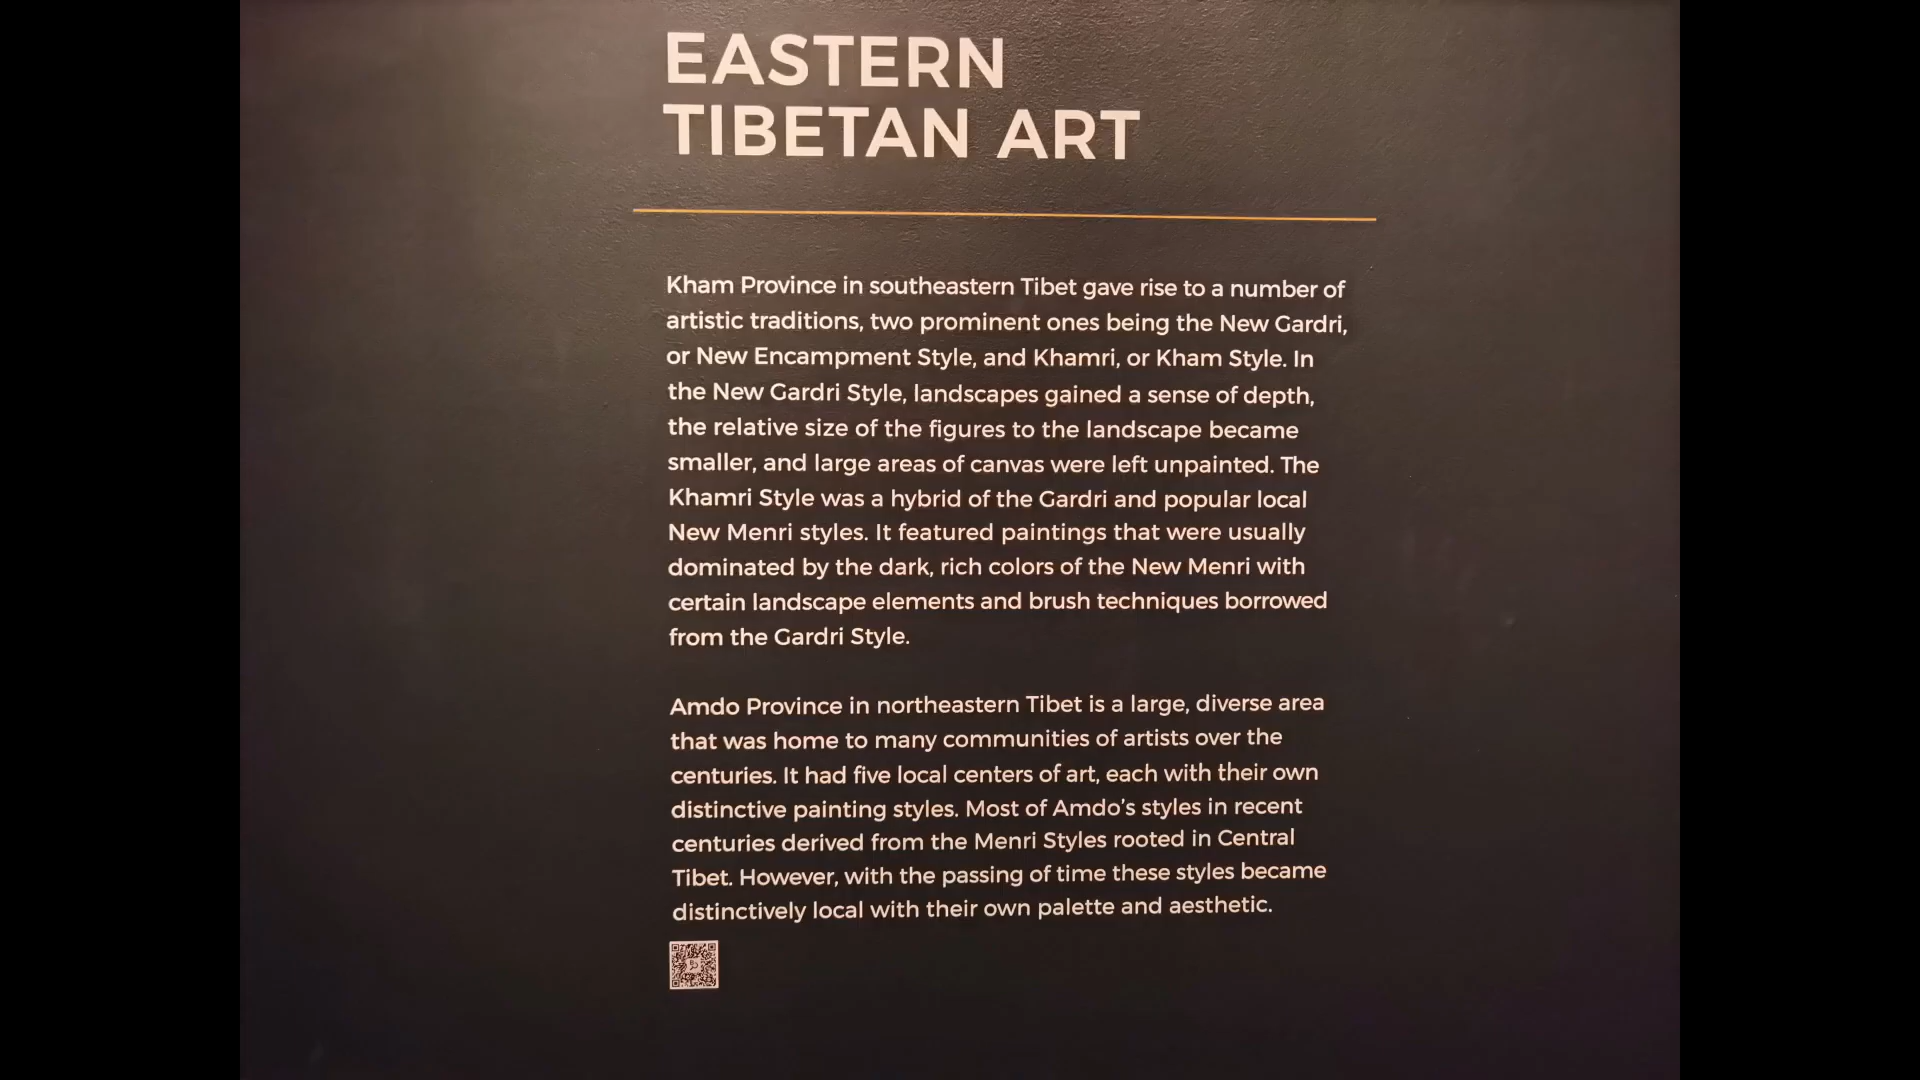 EASTERN
TIBETAN ART
Kham Province in southeastern Tibet gave rise to a number of
artistic traditions, two prominent ones being the New Gardri,
or New Encampment Style, and Khamri, or Kham Style. In
the New Gardri Style, landscapes gained a sense of depth,
the relative size of the figures to the landscape became
smaller, and large areas of canvas were left unpainted. The
Khamri Style was a hybrid of the Gardri and popular local
New Menri styles. It featured paintings that were usually
dominated by the dark, rich colors of the New Menri with
certain landscape elements and brush techniques borrowed
from the Gardri Style.
Amdo Province in northeastern Tibet is a large, diverse area
that was home to many communities of artists over the
centuries. It had five local centers of art, each with their own
distinctive painting styles. Most of Amdo’s styles in recent
centuries derived from the Menri Styles rooted in Central
Tibet. However, with the passing of time these styles became
distinctively local with their own palette and aesthetic.